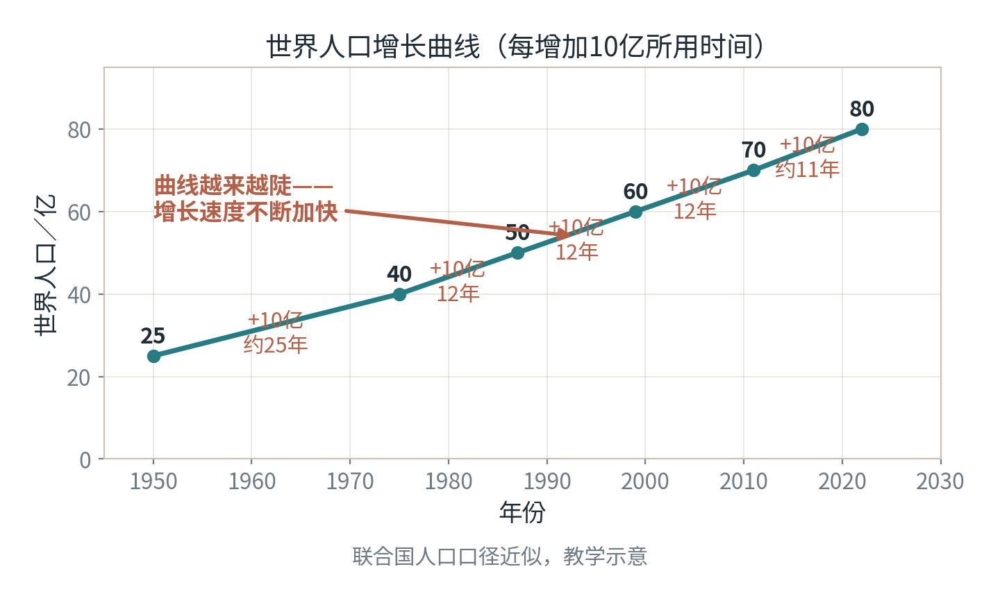 世界人口增长曲线（每增加10亿所用时间）
80
70
60
50
40
25
+10亿
约11年
+10亿
12年
+10亿
12年
+10亿
12年
+10亿
约25年
曲线越来越陡——
增长速度不断加快
世界人口／亿
80
60
40
20
0
1950 1960 1970 1980 1990 2000 2010 2020 2030
年份
联合国人口口径近似，教学示意